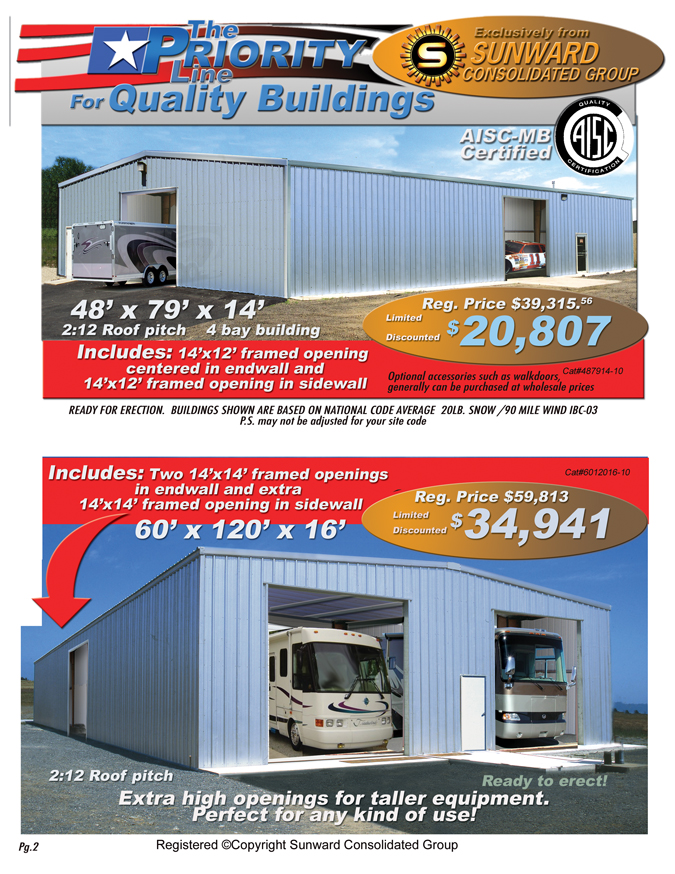 The
PRIORITY
Line
For Quality Buildings
Exclusively from
S SUNWARD
CONSOLIDATED GROUP
AISC-MB
Certified
QUALITY
AISC
CERTIFICATION
48' x 79' x 14'
2:12 Roof pitch 4 bay building
Reg. Price $39,315.56
Limited
Discounted $20,807
Includes: 14'x12' framed opening
centered in endwall and
14'x12' framed opening in sidewall
Cat#487914-10
Optional accessories such as walkdoors,
generally can be purchased at wholesale prices
READY FOR ERECTION. BUILDINGS SHOWN ARE BASED ON NATIONAL CODE AVERAGE 20LB. SNOW /90 MILE WIND IBC-03
P.S. may not be adjusted for your site code
Includes: Two 14'x14' framed openings
in endwall and extra
14'x14' framed opening in sidewall
Cat#6012016-10
60' x 120' x 16'
Reg. Price $59,813
Limited
Discounted $34,941
2:12 Roof pitch
Ready to erect!
Extra high openings for taller equipment.
Perfect for any kind of use!
Pg.2
Registered ©Copyright Sunward Consolidated Group